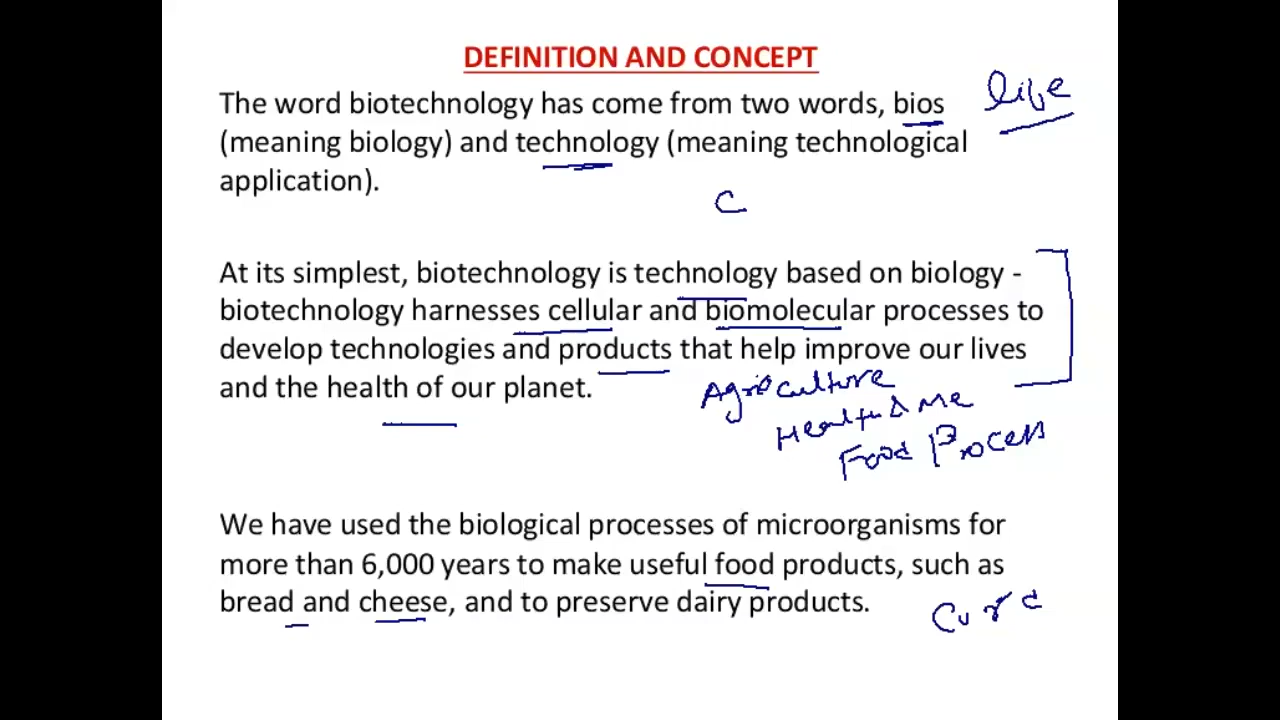 DEFINITION AND CONCEPT
The word biotechnology has come from two words, bios
life
(meaning biology) and technology (meaning technological
application).
C
At its simplest, biotechnology is technology based on biology -
biotechnology harnesses cellular and biomolecular processes to
develop technologies and products that help improve our lives
and the health of our planet.
Agriculture
Food Process
We have used the biological processes of microorganisms for
more than 6,000 years to make useful food products, such as
bread and cheese, and to preserve dairy products.
Curd